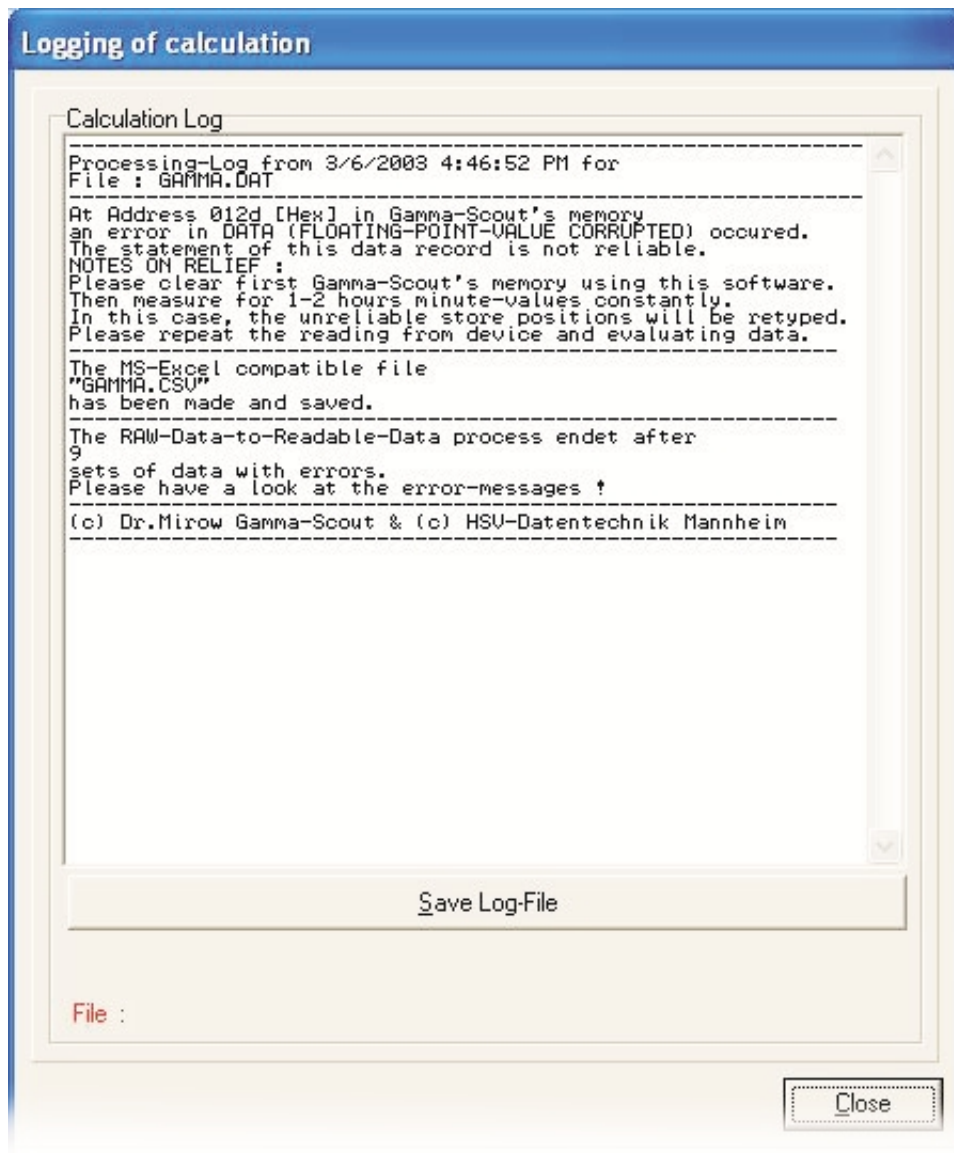 Logging of calculation
Calculation Log
--------------------------------------------------------------
Processing-Log from 3/6/2003 4:46:52 PM for
File : GAMMA.DAT
--------------------------------------------------------------
At Address 012d [Hex] in Gamma-Scout's memory
an error in DATA (FLOATING-POINT-VALUE CORRUPTED) occured.
The statement of this data record is not reliable.
NOTES ON RELIEF :
Please clear first Gamma-Scout's memory using this software.
Then measure for 1-2 hours minute-values constantly.
In this case, the unreliable store positions will be retyped.
Please repeat the reading from device and evaluating data.
------------------------------------------------------------
The MS-Excel compatible file
"GAMMA.CSV"
has been made and saved.
------------------------------------------------------------
The RAW-Data-to-Readable-Data process endet after
9
sets of data with errors.
Please have a look at the error-messages !
------------------------------------------------------------
(c) Dr.Mirow Gamma-Scout & (c) HSV-Datentechnik Mannheim
------------------------------------------------------------
Save Log-File
File :
Close